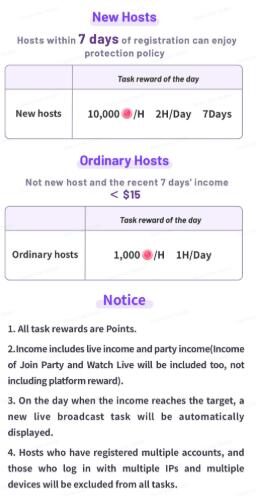 New Hosts
Hosts within 7 days of registration can enjoy
protection policy
Task reward of the day
New hosts 10,000 /H 2H/Day 7Days
Ordinary Hosts
Not new host and the recent 7 days' income
< $15
Task reward of the day
Ordinary hosts 1,000 /H 1H/Day
Notice
1. All task rewards are Points.
2.Income includes live income and party income(Income
of Join Party and Watch Live will be included too, not
including platform reward).
3. On the day when the income reaches the target, a
new live broadcast task will be automatically
displayed.
4. Hosts who have registered multiple accounts, and
those who log in with multiple IPs and multiple
devices will be excluded from all tasks.